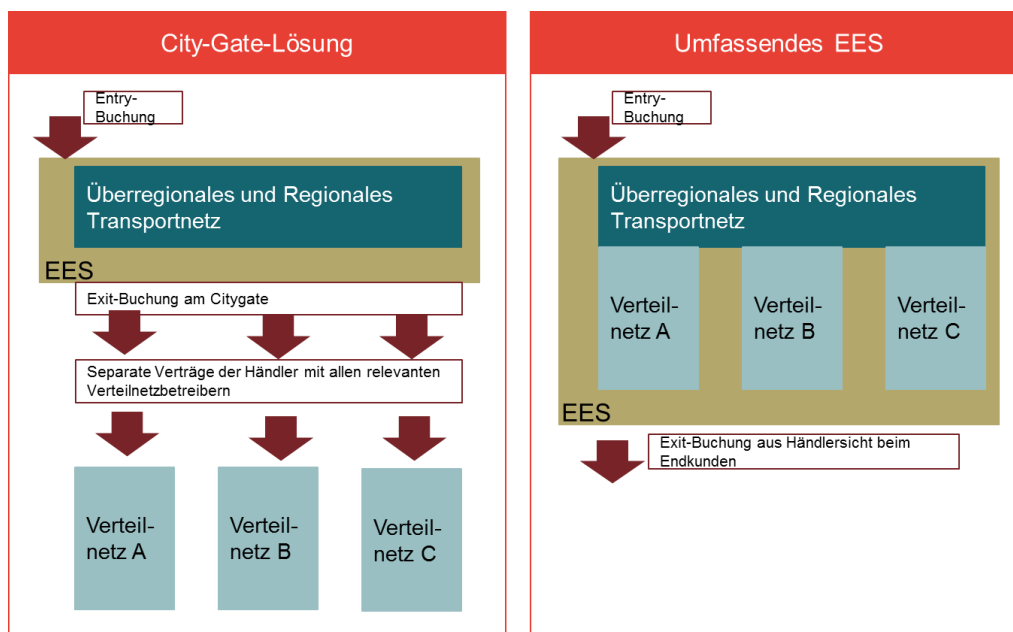 City-Gate-Lösung
Entry-
Buchung
Überregionales und Regionales
Transportnetz
EES
Exit-Buchung am Citygate
Separate Verträge der Händler mit allen relevanten
Verteilnetzbetreibern
Verteil-
netz A
Verteil-
netz B
Verteil-
netz C
Umfassendes EES
Entry-
Buchung
Überregionales und Regionales
Transportnetz
Verteil-
netz A
Verteil-
netz B
Verteil-
netz C
EES
Exit-Buchung aus Händlersicht beim
Endkunden